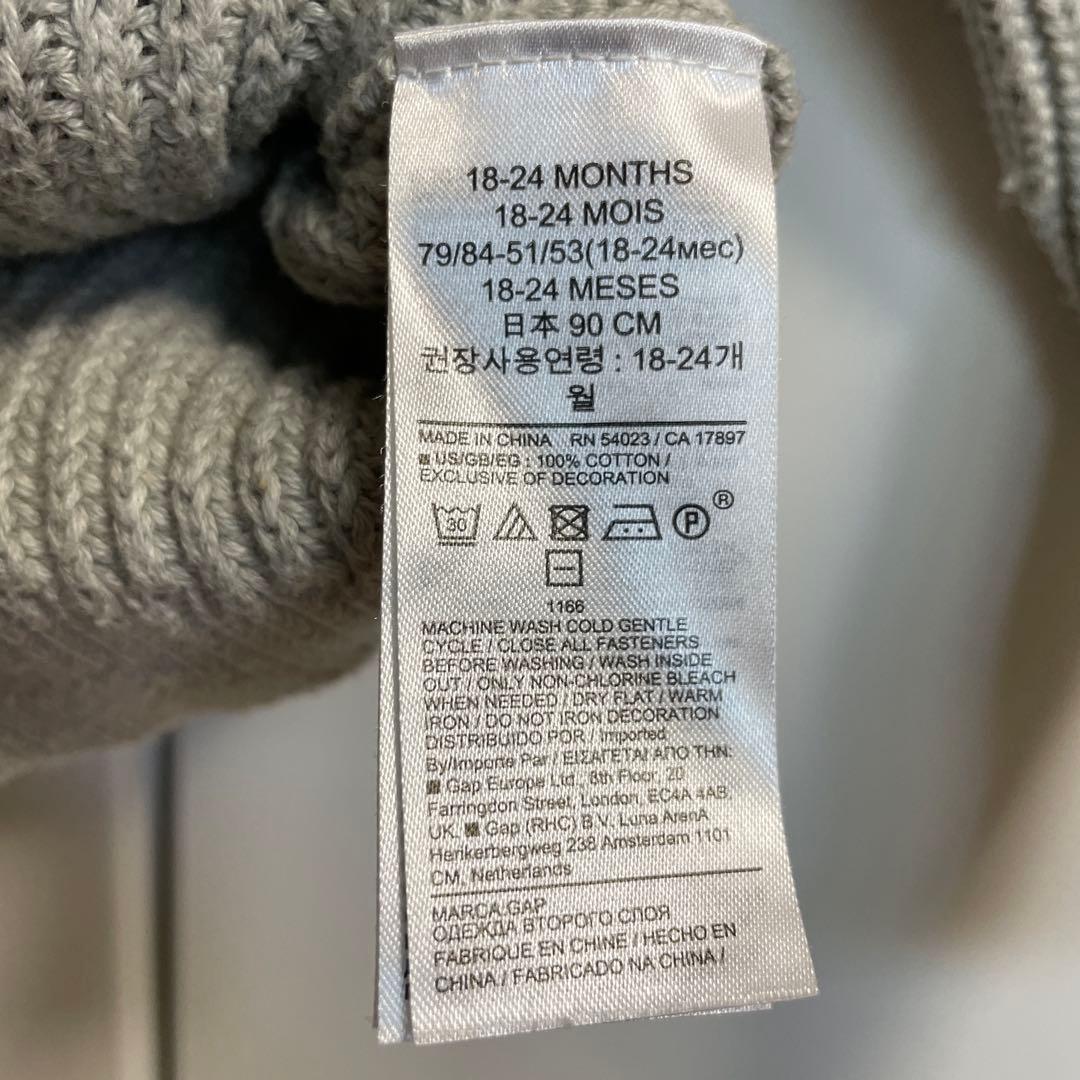 18-24 MONTHS
18-24 MOIS
79/84-51/53(18-24мес)
18-24 MESES
日本 90 CM
권장사용연령 : 18-24개
월
MADE IN CHINA RN 54023 / CA 17897
US/GB/EG : 100% COTTON /
EXCLUSIVE OF DECORATION
30 P ®
1166
MACHINE WASH COLD GENTLE
CYCLE / CLOSE ALL FASTENERS
BEFORE WASHING / WASH INSIDE
OUT / ONLY NON-CHLORINE BLEACH
WHEN NEEDED / DRY FLAT / WARM
IRON / DO NOT IRON DECORATION
DISTRIBUIDO POR / Imported
By/Importe Par / ΕΙΣΑΓΕΤΑΙ ΑΠΟ ΤΗΝ:
Gap Europe Ltd., 8th Floor, 20
Farringdon Street, London, EC4A 4AB,
UK. Gap (RHC) B.V. Luna ArenA
Herikerbergweg 238 Amsterdam 1101
CM, Netherlands
MARCA:GAP
ОДЕЖДА ВТОРОГО СЛОЯ
FABRIQUE EN CHINE / HECHO EN
CHINA / FABRICADO NA CHINA /